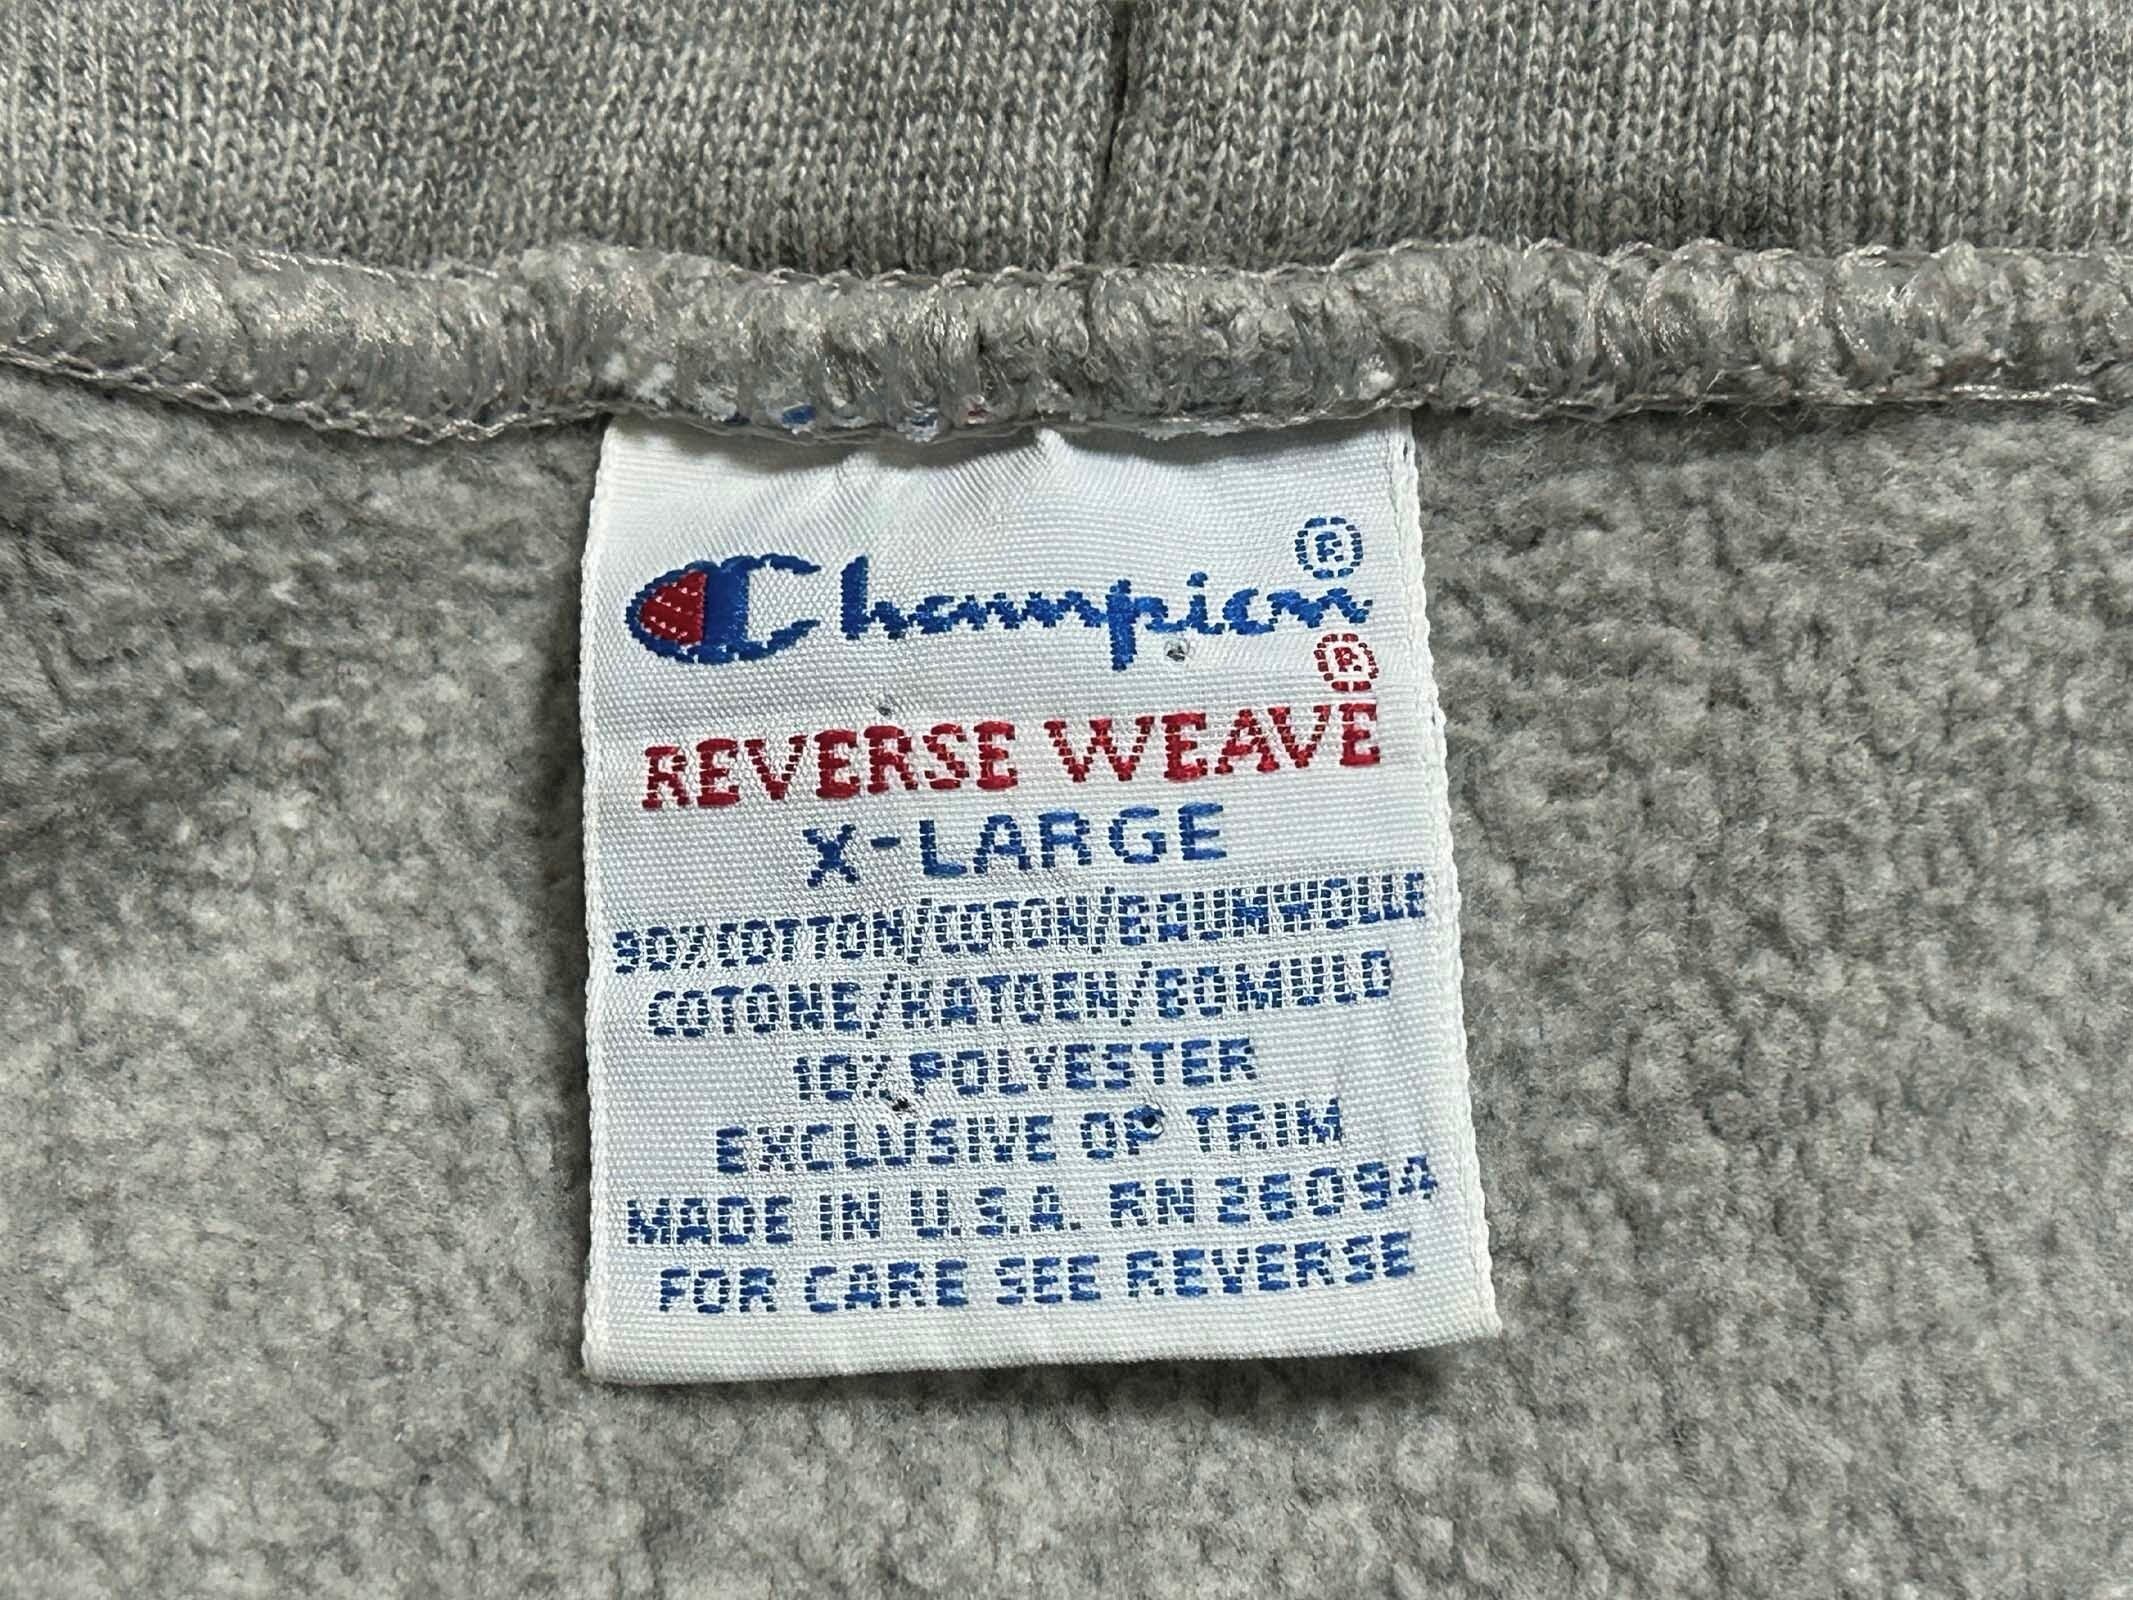 Champion®
®
REVERSE WEAVE
X-LARGE
90% COTTON/COTON/BAUMWOLLE
COTONE/KATOEN/BOMULD
10% POLYESTER
EXCLUSIVE OF TRIM
MADE IN U.S.A. RN 26094
FOR CARE SEE REVERSE